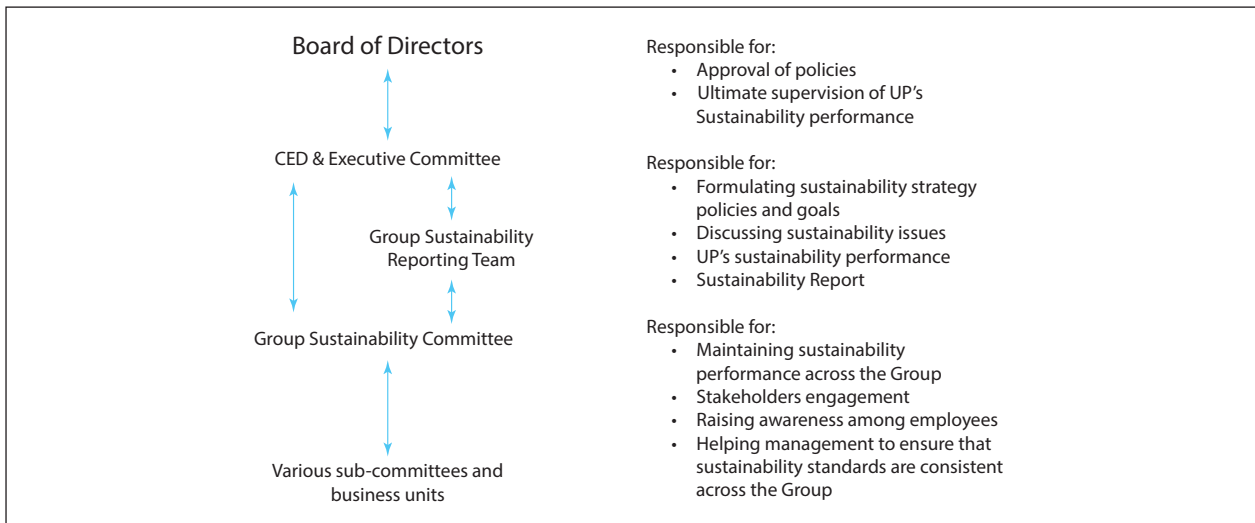 Board of Directors
Responsible for:
• Approval of policies
• Ultimate supervision of UP's
Sustainability performance
CED & Executive Committee
Responsible for:
• Formulating sustainability strategy
policies and goals
• Discussing sustainability issues
• UP's sustainability performance
• Sustainability Report
Group Sustainability
Reporting Team
Group Sustainability Committee
Responsible for:
• Maintaining sustainability
performance across the Group
• Stakeholders engagement
• Raising awareness among employees
• Helping management to ensure that
sustainability standards are consistent
across the Group
Various sub-committees and
business units